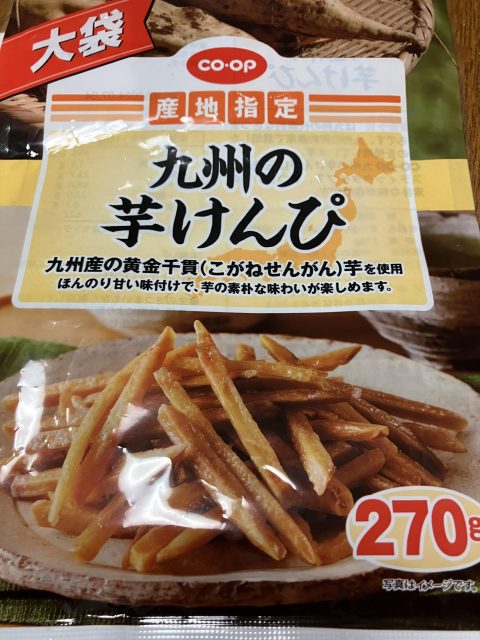 大袋
CO·OP
産地指定
九州の
芋けんぴ
九州産の黄金千貫(こがねせんがん)芋を使用
ほんのり甘い味付けで、芋の素朴な味わいが楽しめます。
270g
写真はイメージです。